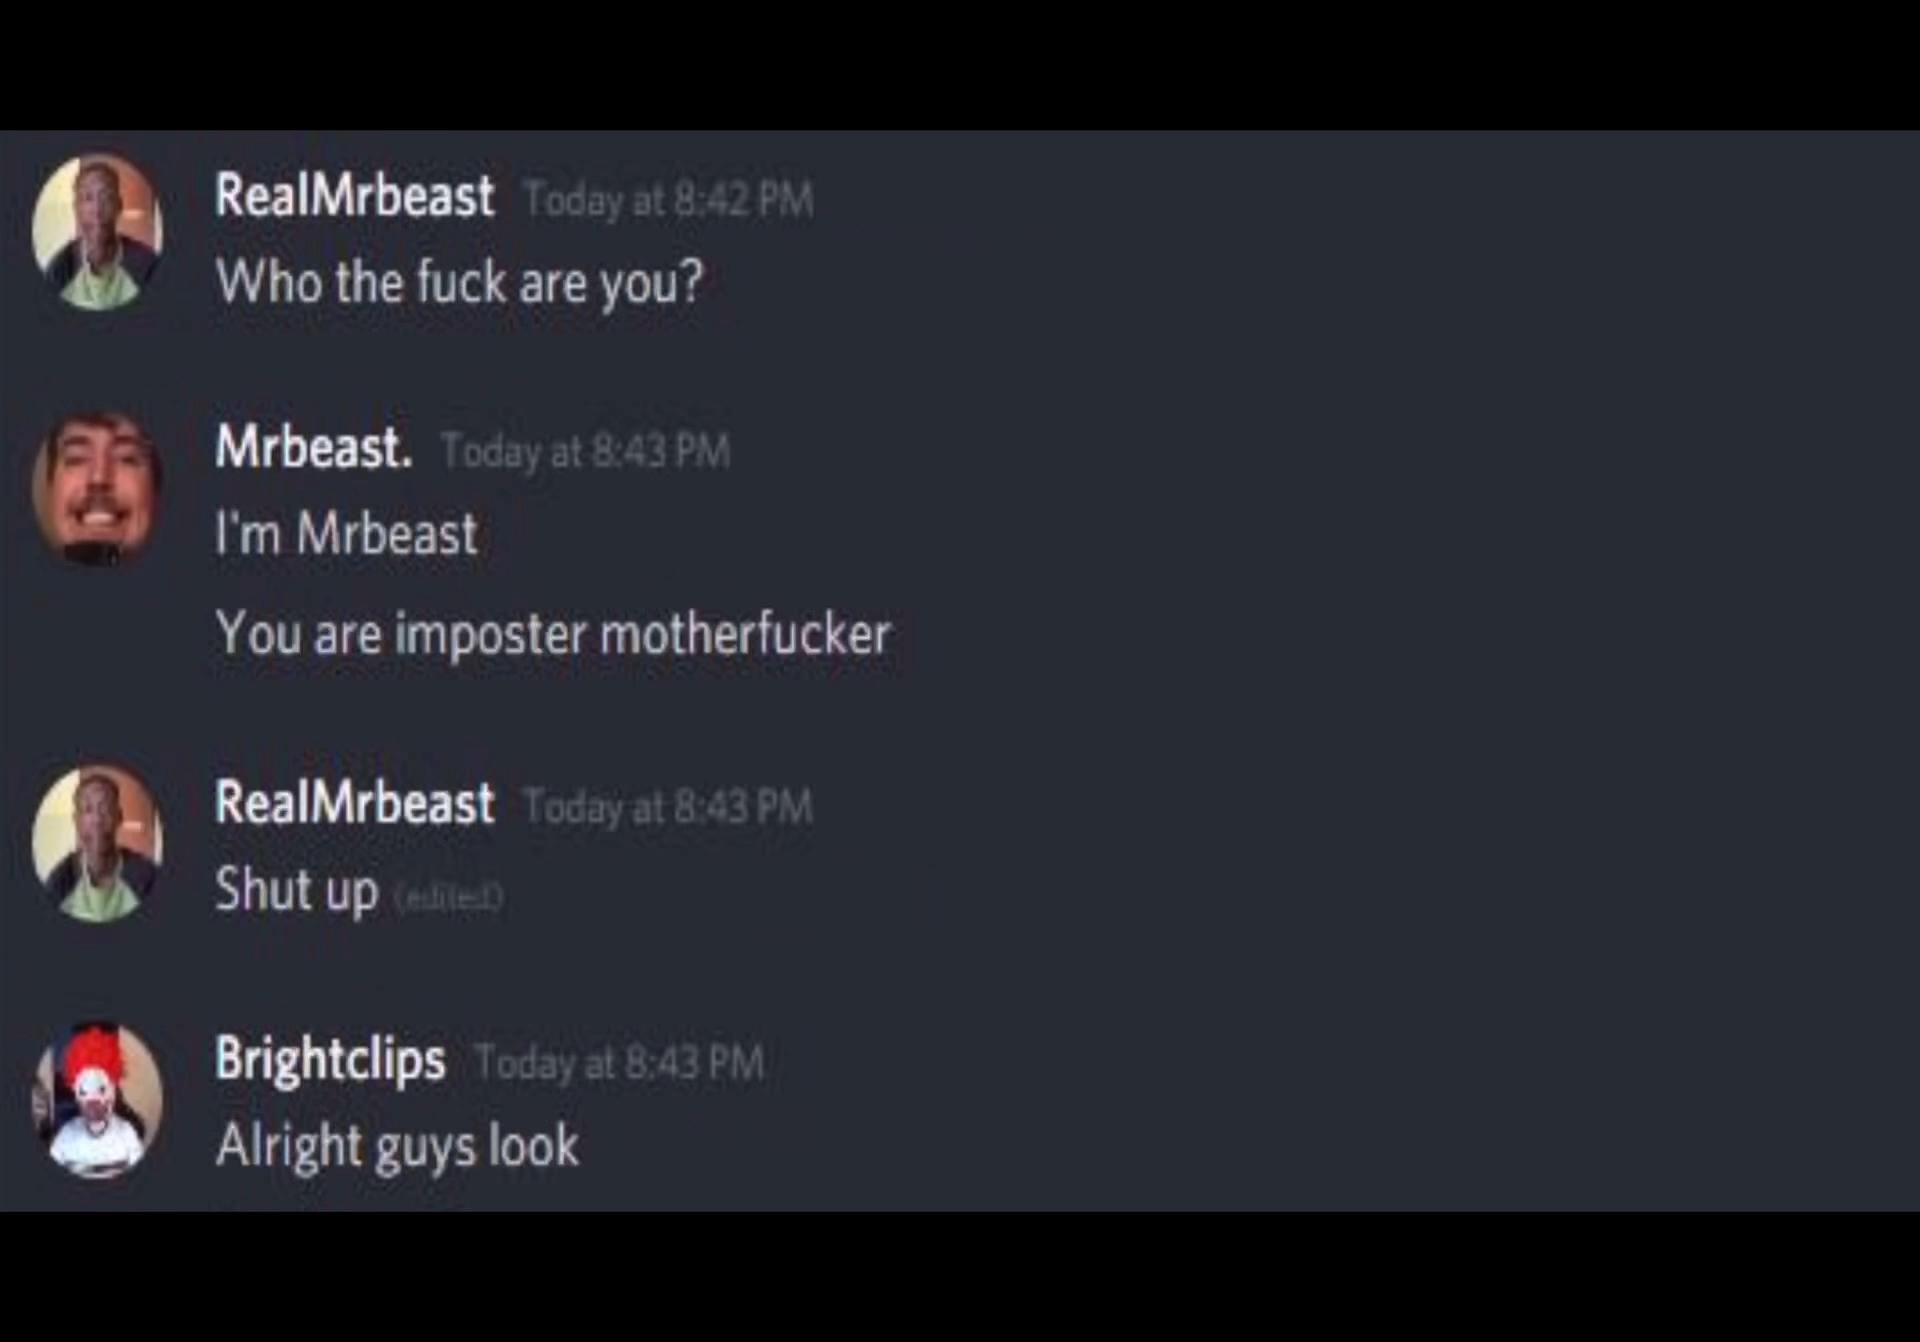 RealMrbeast Today at 8:42 PM
Who the fuck are you?
Mrbeast. Today at 8:43 PM
I'm Mrbeast
You are imposter motherfucker
RealMrbeast Today at 8:43 PM
Shut up (edited)
Brightclips Today at 8:43 PM
Alright guys look